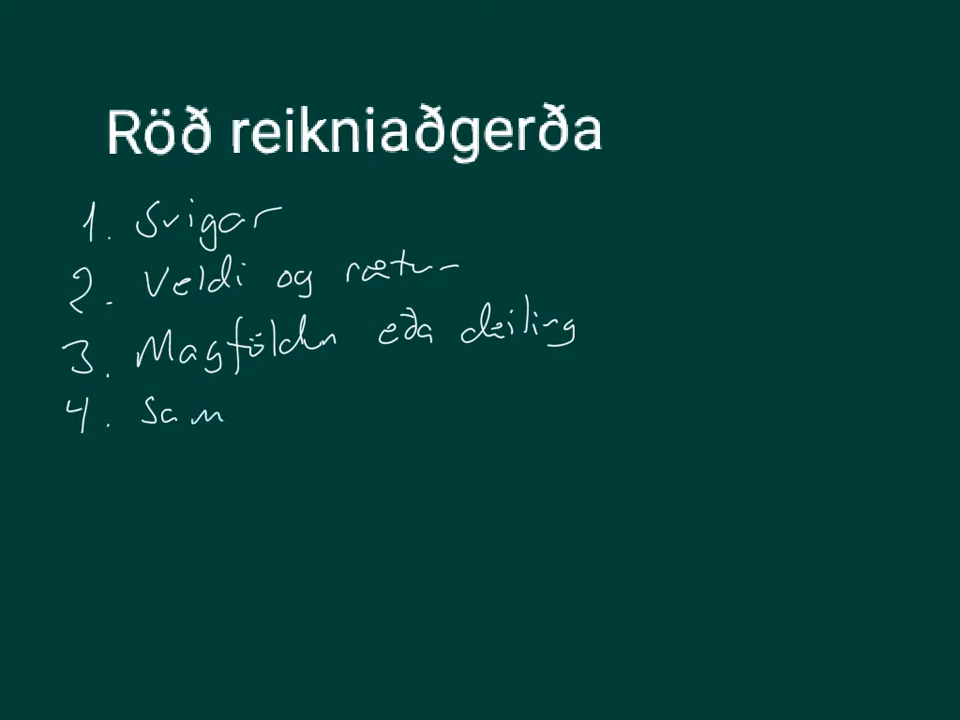 Röð reikniaðgerða
1. Svigar
2. Veldi og rætur
3. Magföldun eða deiling
4. Sam